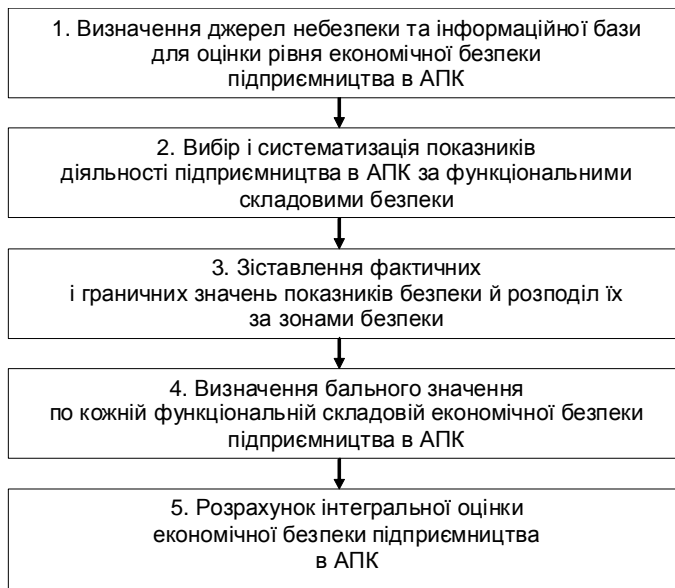 1. Визначення джерел небезпеки та інформаційної бази
для оцінки рівня економічної безпеки
підприємництва в АПК
2. Вибір і систематизація показників
діяльності підприємництва в АПК за функціональними
складовими безпеки
3. Зіставлення фактичних
і граничних значень показників безпеки й розподіл їх
за зонами безпеки
4. Визначення бального значення
по кожній функціональній складовій економічної безпеки
підприємництва в АПК
5. Розрахунок інтегральної оцінки
економічної безпеки підприємництва
в АПК